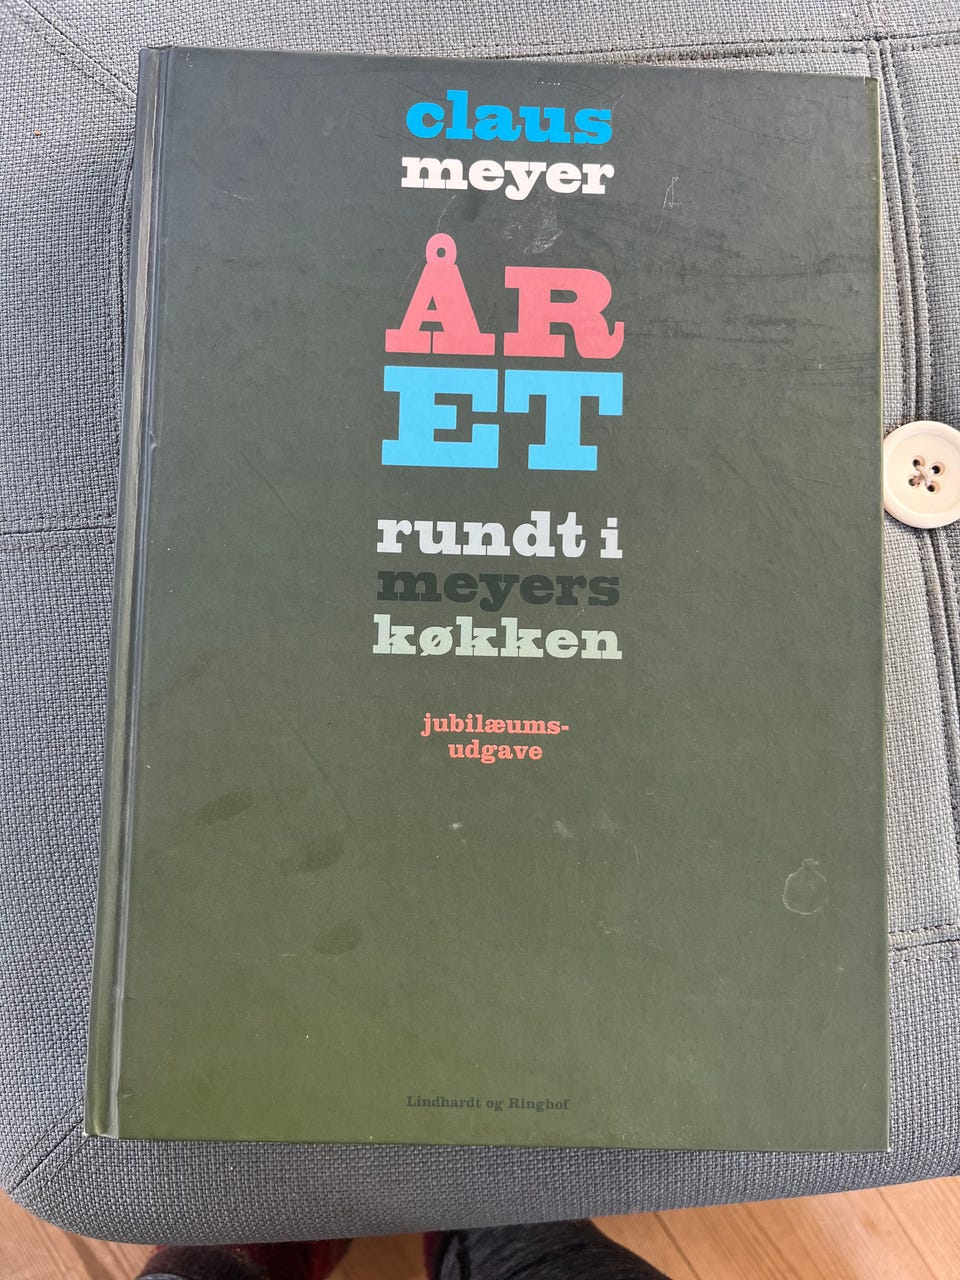 claus
meyer
ÅR
ET
rundt i
meyers
køkken
jubilæums-
udgave
Lindhardt og Ringhof